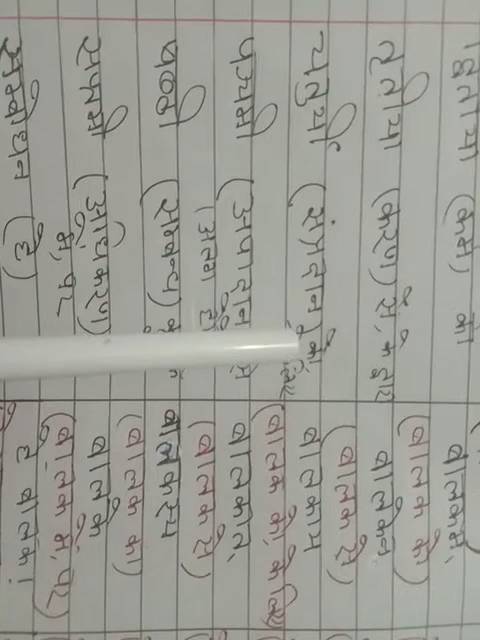 द्वितीया (कर्म) को
बालकम्
(बालक को)
तृतीया (करण) से, के द्वारा
बालकेन
(बालक से)
चतुर्थी (संप्रदान) को,
बालकाय
(बालक को, के लिए)
पञ्चमी (अपादान) से
(अलग होने)
बालकात्
(बालक से)
षष्ठी (सम्बन्ध)
बालकस्य
(बालक का)
सप्तमी (अधिकरण)
में, पर
बालके
(बालक में, पर)
सम्बोधन (हे)
हे बालक!